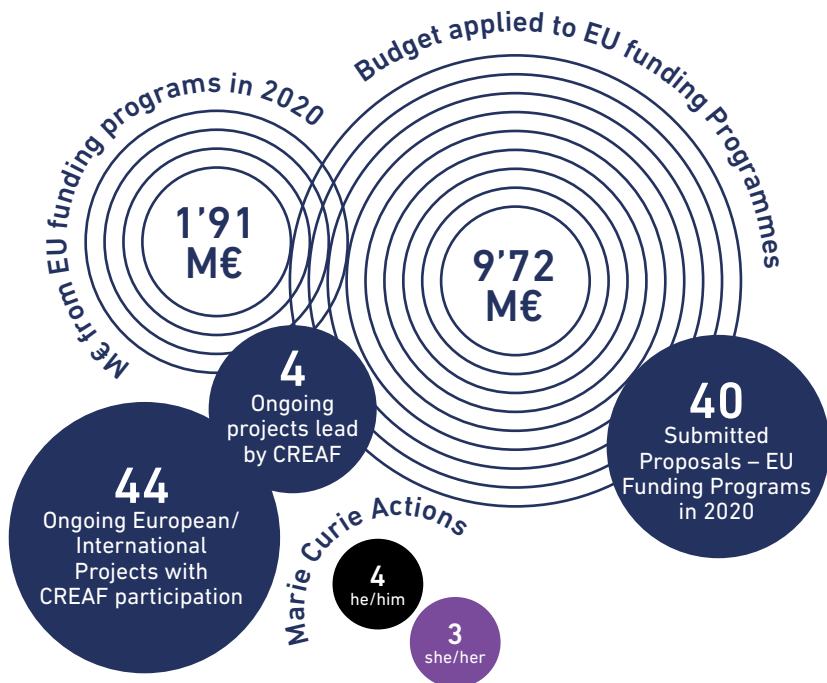 M€ from EU funding programs in 2020
1’91
M€
Budget applied to EU funding Programmes
9’72
M€
4
Ongoing
projects lead
by CREAF
40
Submitted
Proposals – EU
Funding Programs
in 2020
44
Ongoing European/
International
Projects with
CREAF participation
Marie Curie Actions
4
he/him
3
she/her